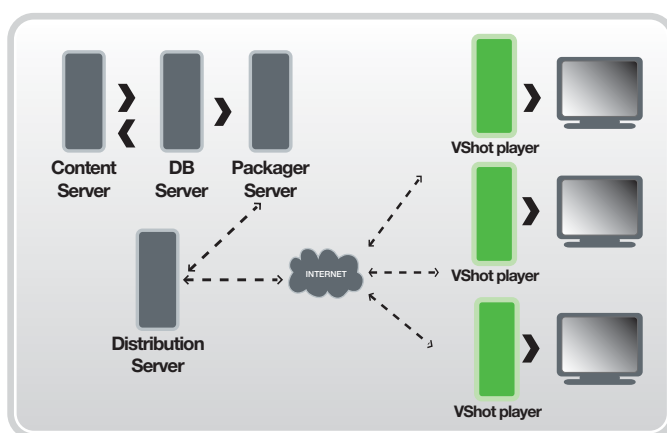 Content
Server
DB
Server
Packager
Server
Distribution
Server
INTERNET
VShot player
VShot player
VShot player